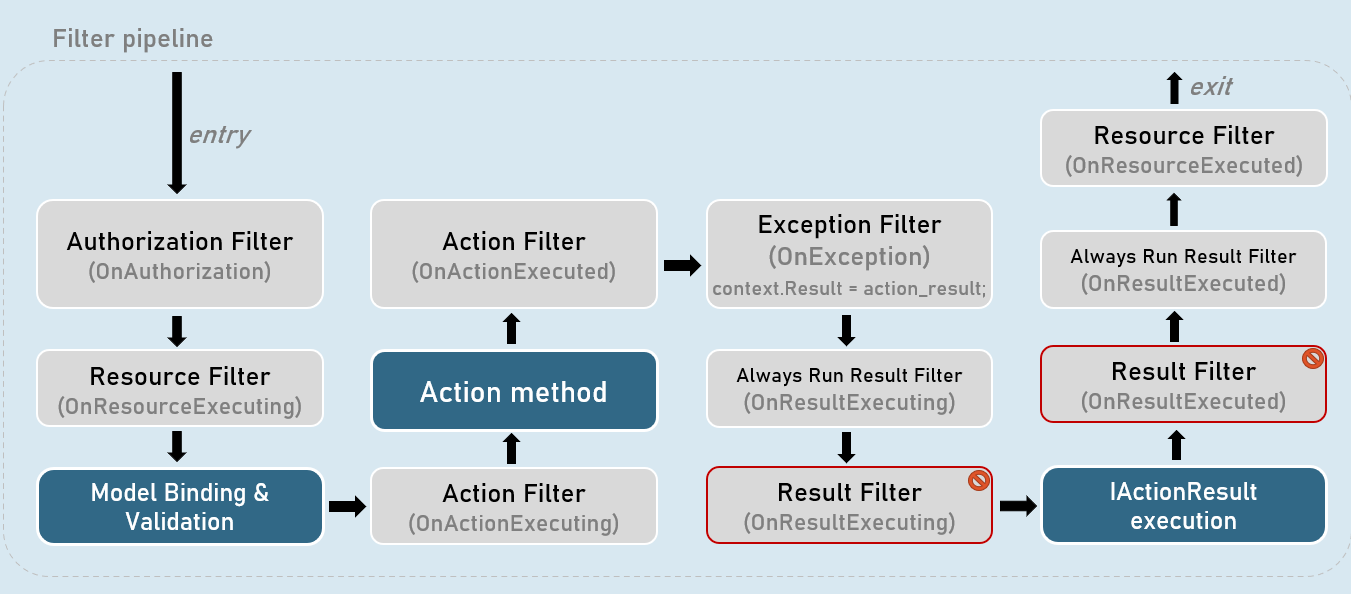 Filter pipeline
entry
Authorization Filter
(OnAuthorization)
Resource Filter
(OnResourceExecuting)
Model Binding &
Validation
Action Filter
(OnActionExecuted)
Action method
Action Filter
(OnActionExecuting)
Exception Filter
(OnException)
context.Result = action_result;
Always Run Result Filter
(OnResultExecuting)
Result Filter
(OnResultExecuting)
exit
Resource Filter
(OnResourceExecuted)
Always Run Result Filter
(OnResultExecuted)
Result Filter
(OnResultExecuted)
IActionResult
execution